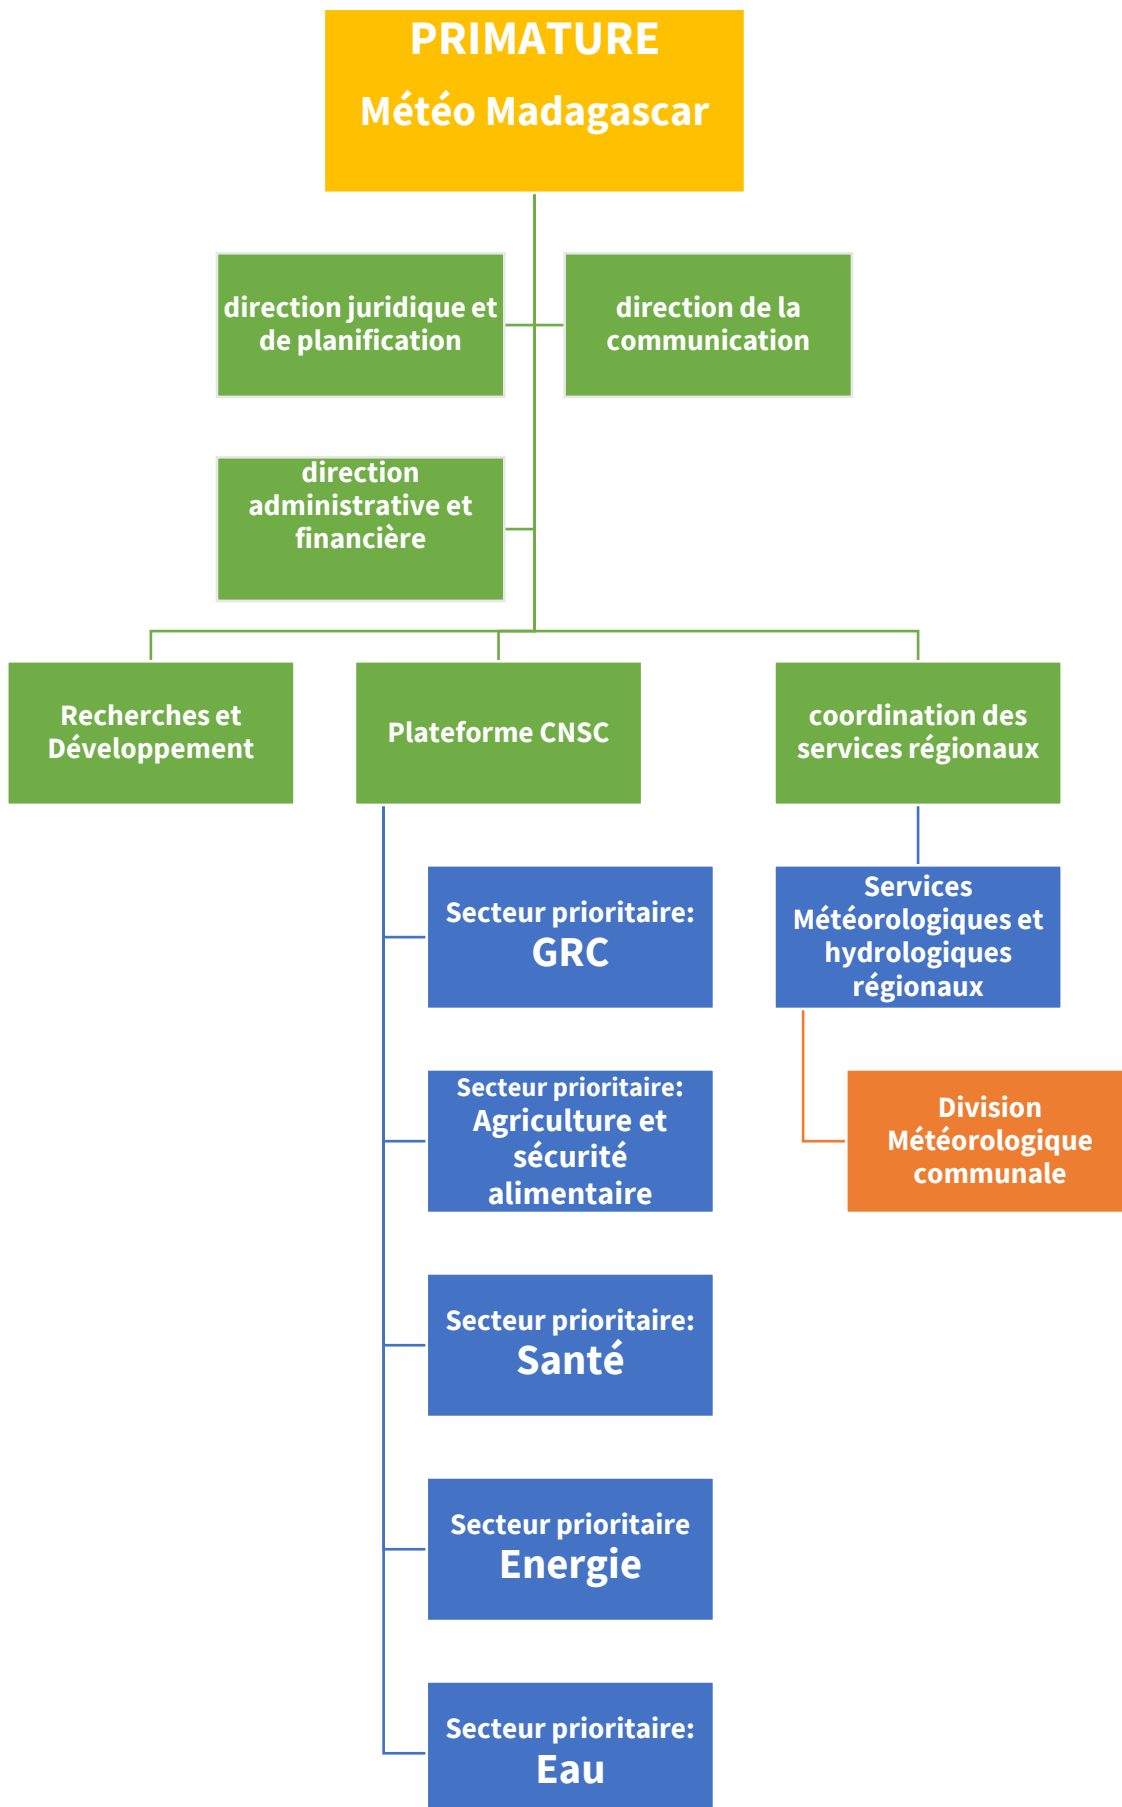 PRIMATURE
Météo Madagascar
direction juridique et
de planification
direction de la
communication
direction
administrative et
financière
Recherches et
Développement
Plateforme CNSC
coordination des
services régionaux
Secteur prioritaire:
GRC
Services
Météorologiques et
hydrologiques
régionaux
Secteur prioritaire:
Agriculture et
sécurité
alimentaire
Division
Météorologique
communale
Secteur prioritaire:
Santé
Secteur prioritaire
Energie
Secteur prioritaire:
Eau